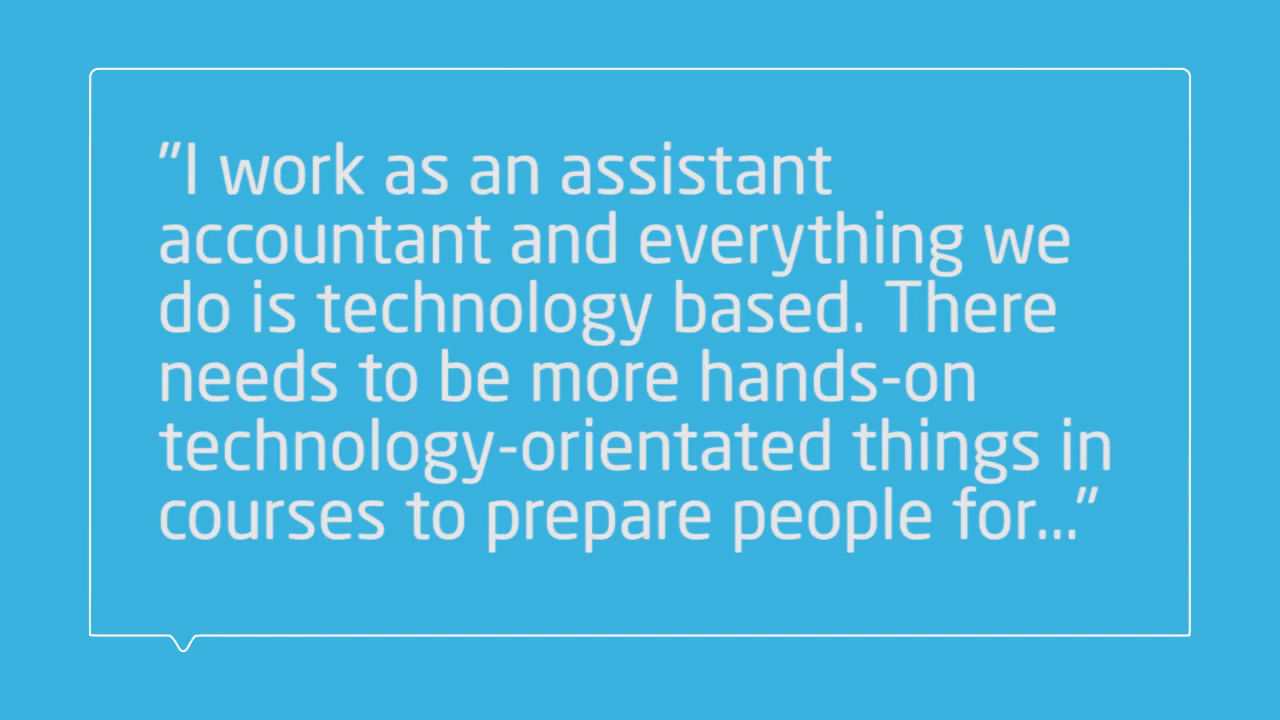 "I work as an assistant
accountant and everything we
do is technology based. There
needs to be more hands-on
technology-orientated things in
courses to prepare people for..."